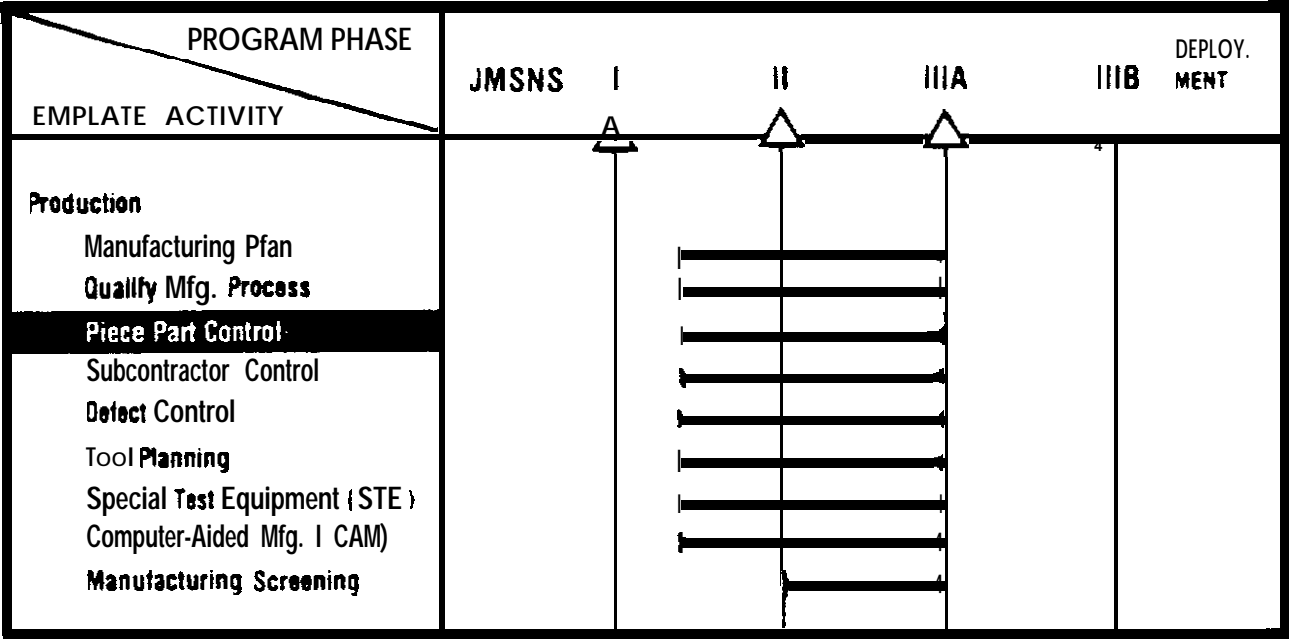 PROGRAM PHASE
EMPLATE ACTIVITY
JMSNS I II IIIA IIIB DEPLOY.
MENT
A
4
Production
Manufacturing Pfan
Qualify Mfg. Process
Piece Part Control
Subcontractor Control
Defect Control
Tool Planning
Special Test Equipment (STE)
Computer-Aided Mfg. I CAM)
Manufacturing Screening